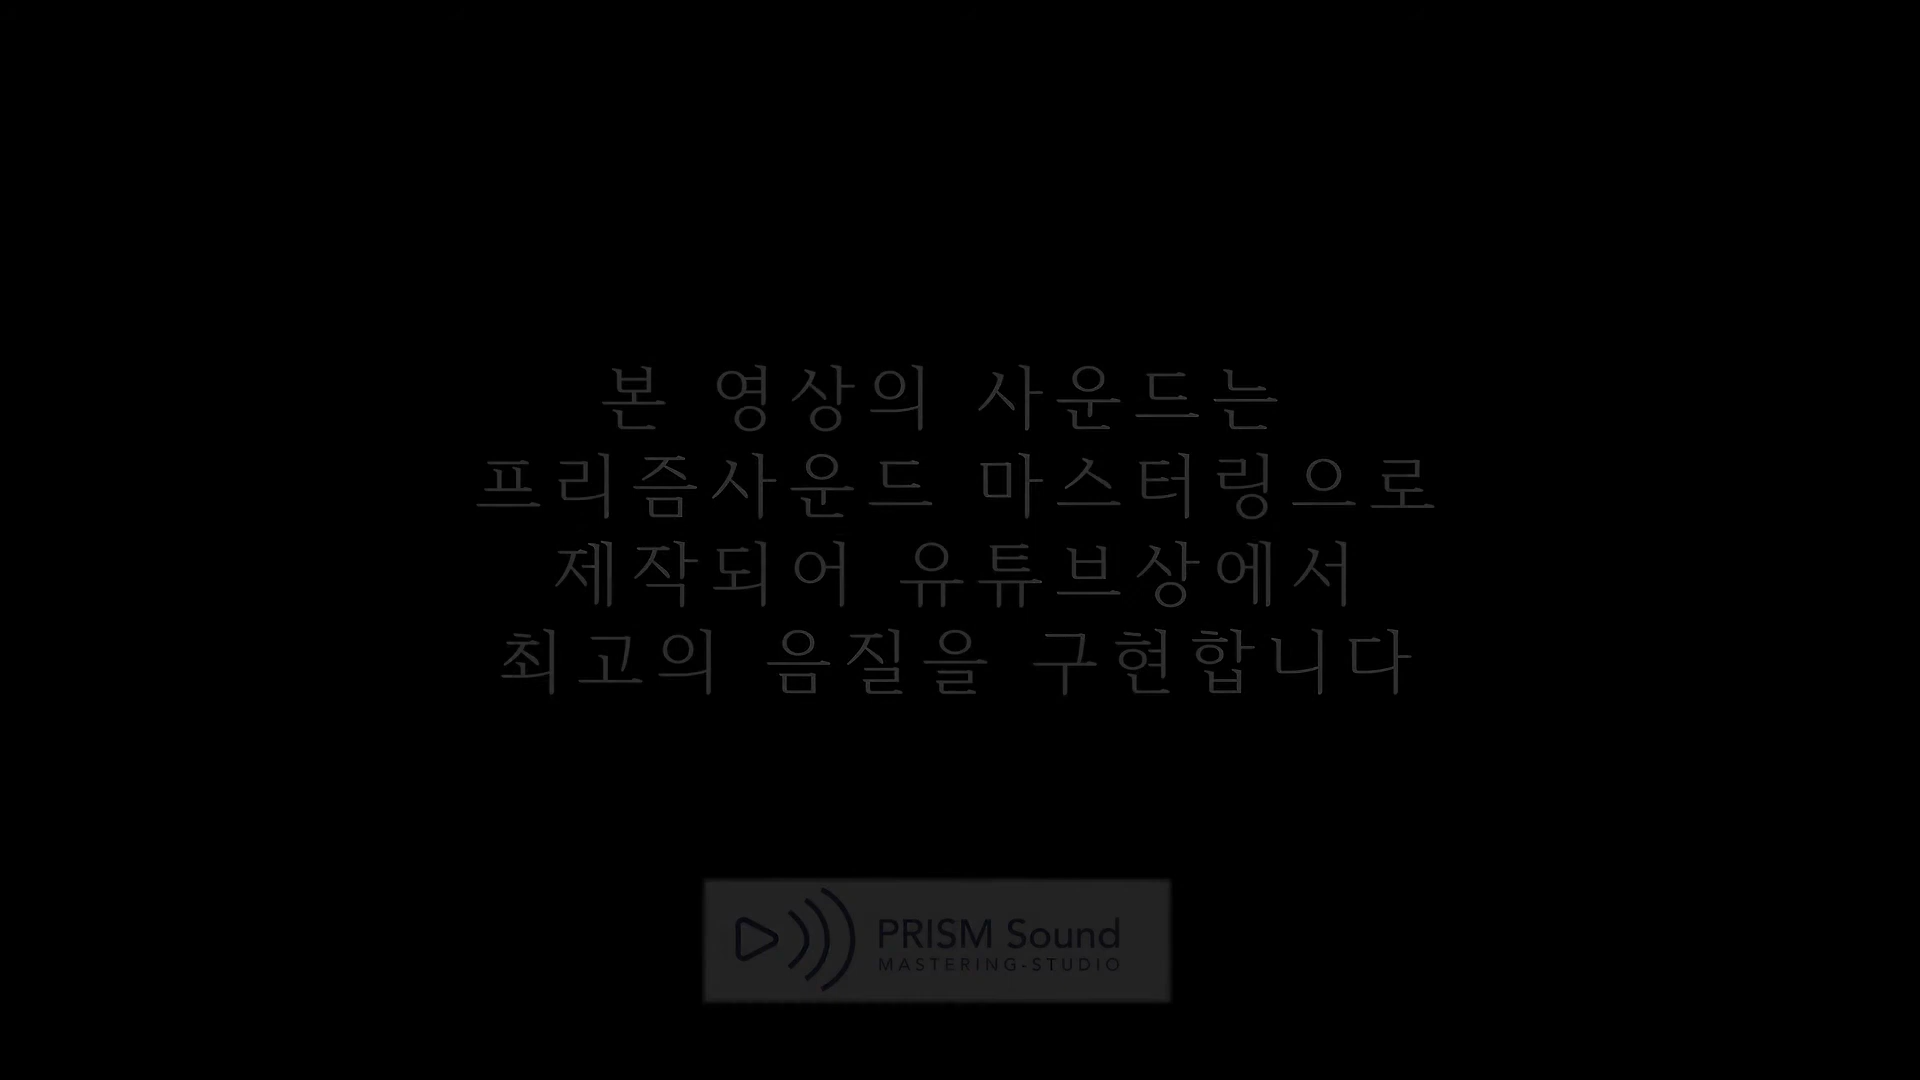 본 영상의 사운드는
프리즘사운드 마스터링으로
제작되어 유튜브상에서
최고의 음질을 구현합니다
PRISM Sound
MASTERING-STUDIO